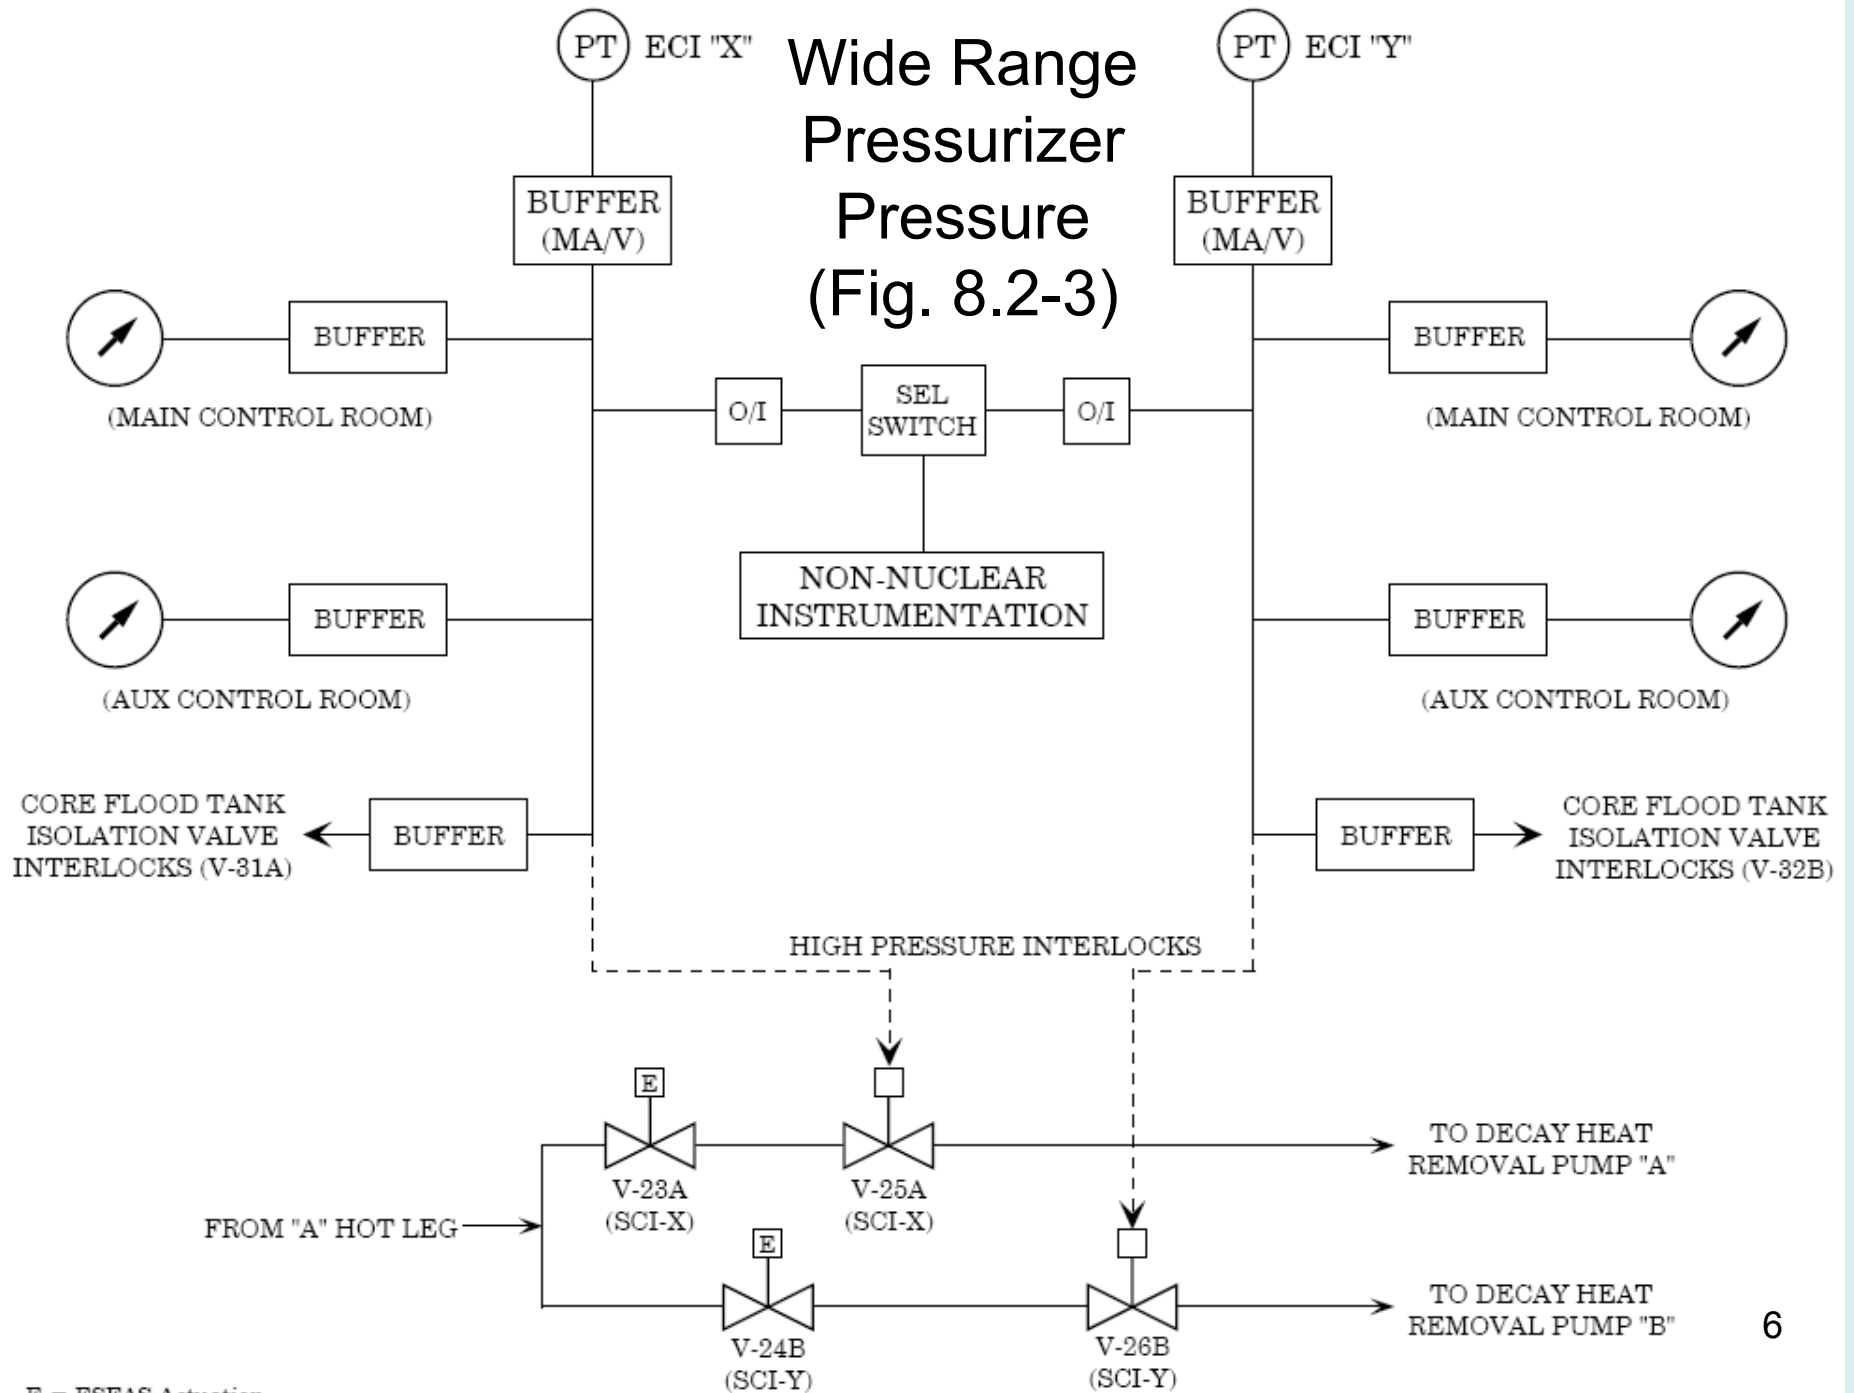 PT ECI "X"
PT ECI "Y"
Wide Range
Pressurizer
Pressure
(Fig. 8.2-3)
BUFFER
(MA/V)
BUFFER
(MA/V)
BUFFER
(MAIN CONTROL ROOM)
O/I
SEL
SWITCH
O/I
BUFFER
(MAIN CONTROL ROOM)
NON-NUCLEAR
INSTRUMENTATION
BUFFER
(AUX CONTROL ROOM)
BUFFER
(AUX CONTROL ROOM)
CORE FLOOD TANK
ISOLATION VALVE
INTERLOCKS (V-31A)
BUFFER
BUFFER
CORE FLOOD TANK
ISOLATION VALVE
INTERLOCKS (V-32B)
HIGH PRESSURE INTERLOCKS
E
V-23A
(SCI-X)
V-25A
(SCI-X)
TO DECAY HEAT
REMOVAL PUMP "A"
FROM "A" HOT LEG
E
V-24B
(SCI-Y)
V-26B
(SCI-Y)
TO DECAY HEAT
REMOVAL PUMP "B"
6
E = ESFAS Actuation